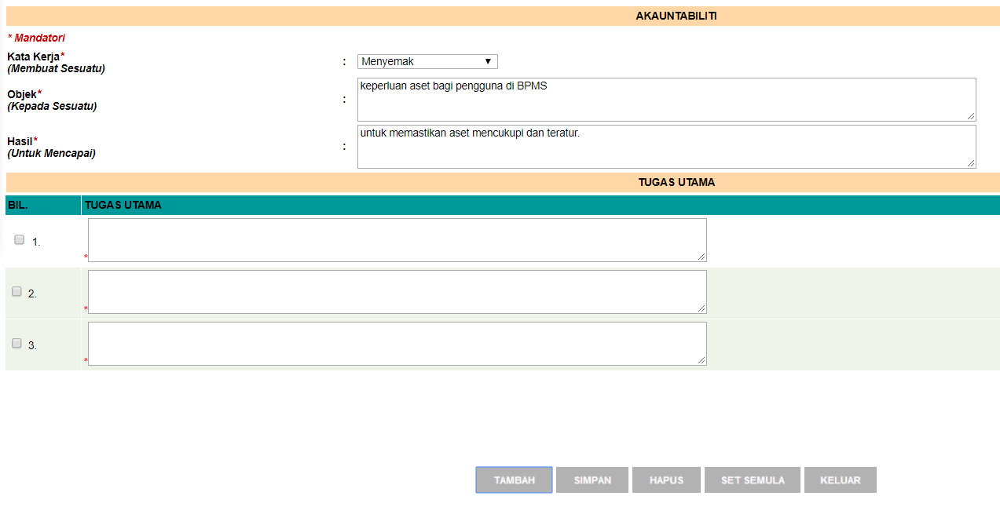 AKAUNTABILITI
* Mandatori
Kata Kerja*
(Membuat Sesuatu)
:
Menyemak
Objek*
(Kepada Sesuatu)
:
keperluan aset bagi pengguna di BPMS
Hasil*
(Untuk Mencapai)
:
untuk memastikan aset mencukupi dan teratur.
TUGAS UTAMA
BIL. TUGAS UTAMA
1.
*
2.
*
3.
*
TAMBAH SIMPAN HAPUS SET SEMULA KELUAR